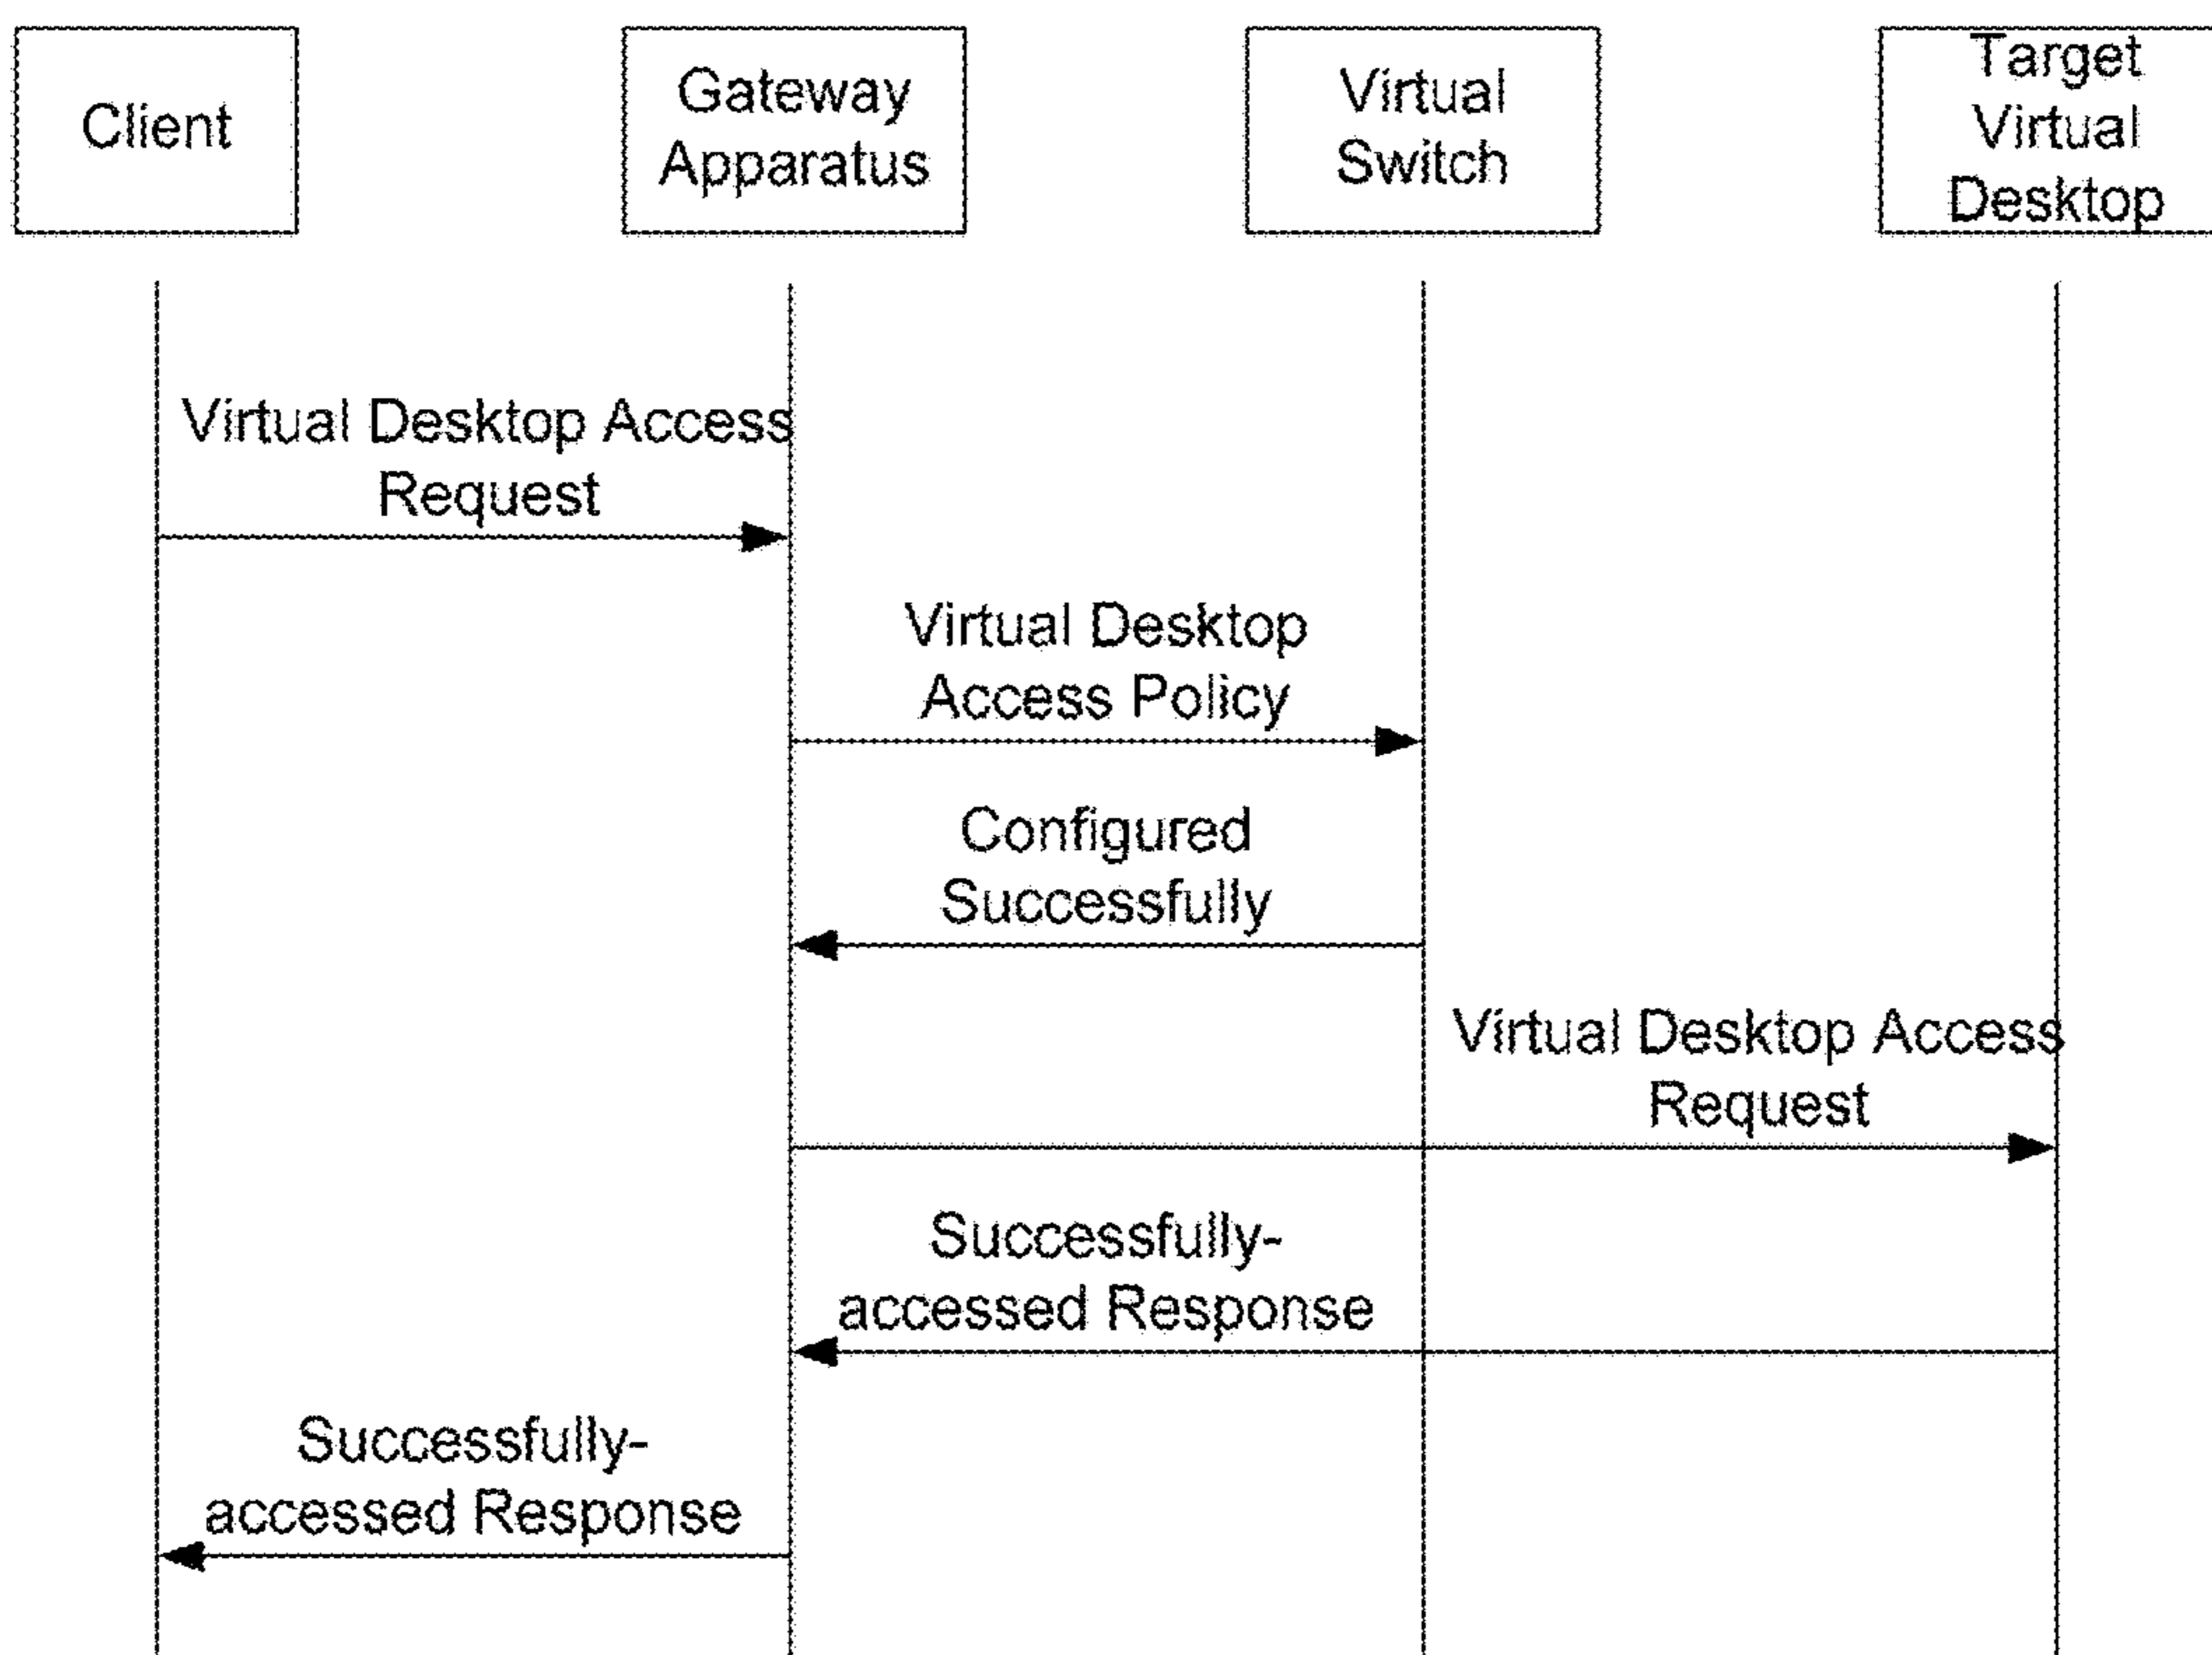 Client
Gateway
Apparatus
Virtual
Switch
Target
Virtual
Desktop
Virtual Desktop Access
Request
Virtual Desktop
Access Policy
Configured
Successfully
Virtual Desktop Access
Request
Successfully-
accessed Response
Successfully-
accessed Response